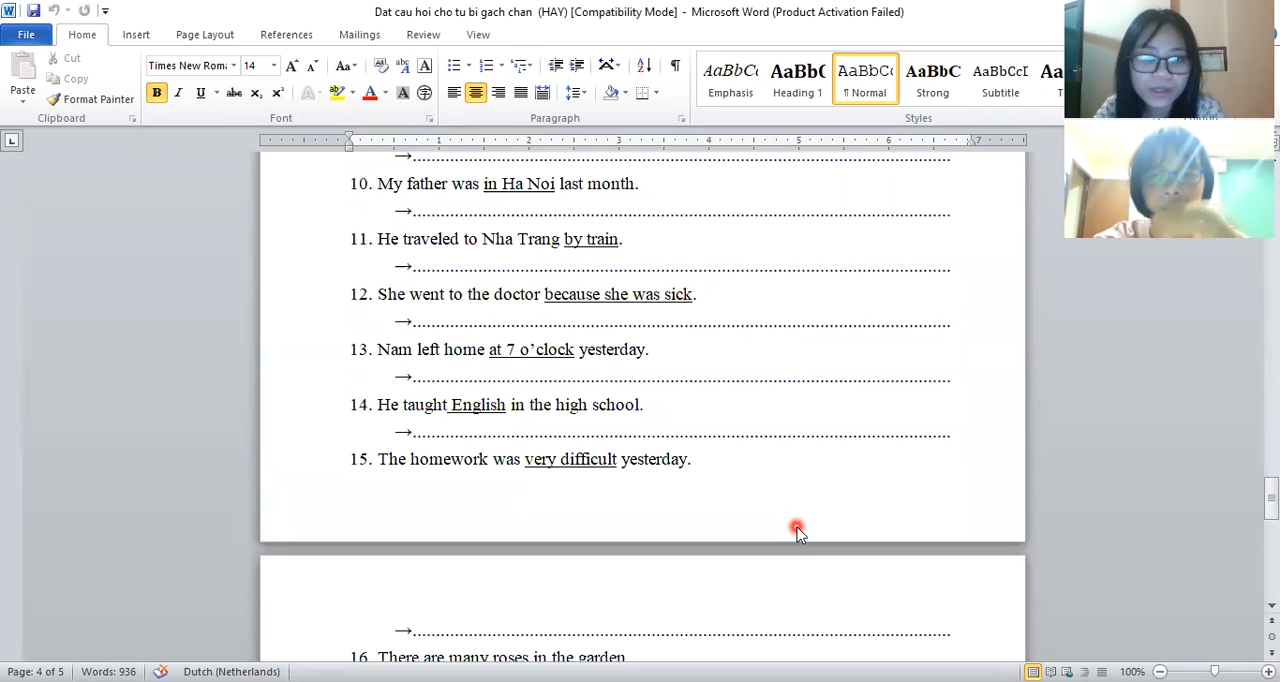 Dat cau hoi cho tu bi gach chan (HAY) [Compatibility Mode] - Microsoft Word (Product Activation Failed)
File Home Insert Page Layout References Mailings Review View
Paste
Cut
Copy
Format Painter
Clipboard
Times New Roma 14
Font
Paragraph
AaBbCc Emphasis
AaBbC Heading 1
AaBbCc ¶ Normal
AaBbC Strong
AaBbCcD Subtitle
Styles
→........................................................................
10. My father was in Ha Noi last month.
→........................................................................
11. He traveled to Nha Trang by train.
→........................................................................
12. She went to the doctor because she was sick.
→........................................................................
13. Nam left home at 7 o’clock yesterday.
→........................................................................
14. He taught English in the high school.
→........................................................................
15. The homework was very difficult yesterday.
→........................................................................
16. There are many roses in the garden
Page: 4 of 5 Words: 936 Dutch (Netherlands) 100%